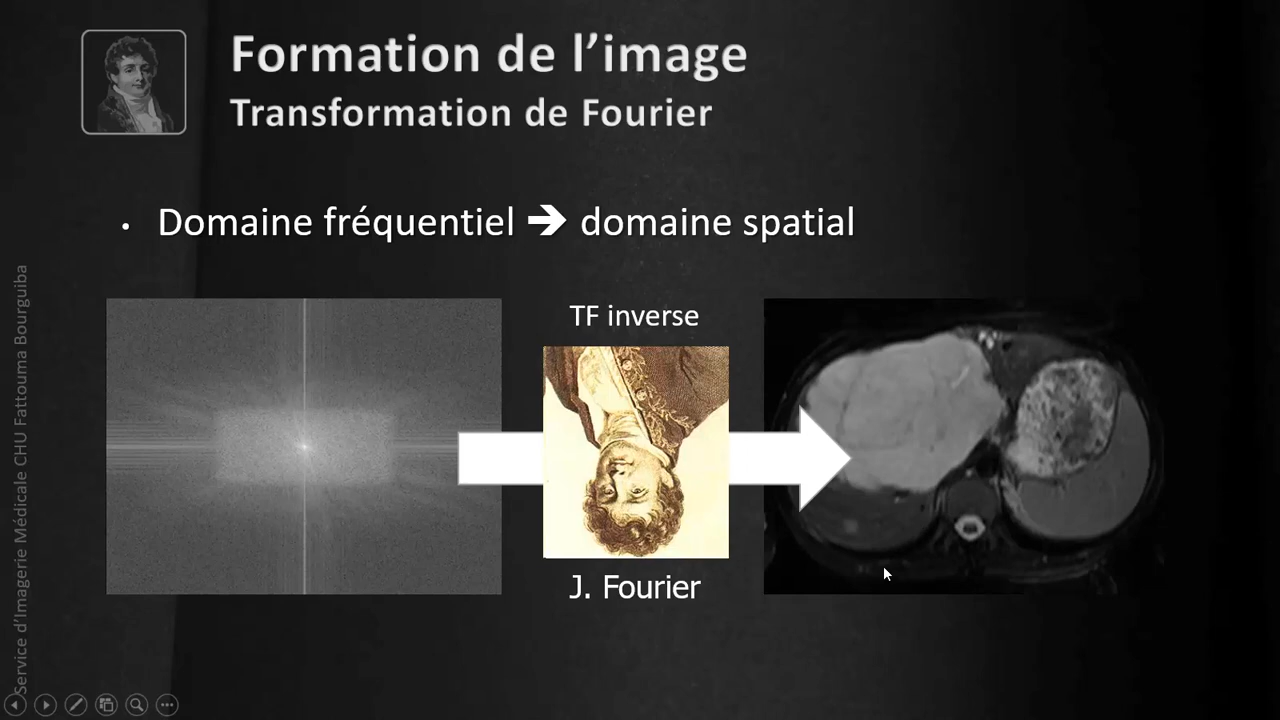 Formation de l’image
Transformation de Fourier
• Domaine fréquentiel ➔ domaine spatial
TF inverse
J. Fourier
Service d’Imagerie Médicale CHU Fattouma Bourguiba